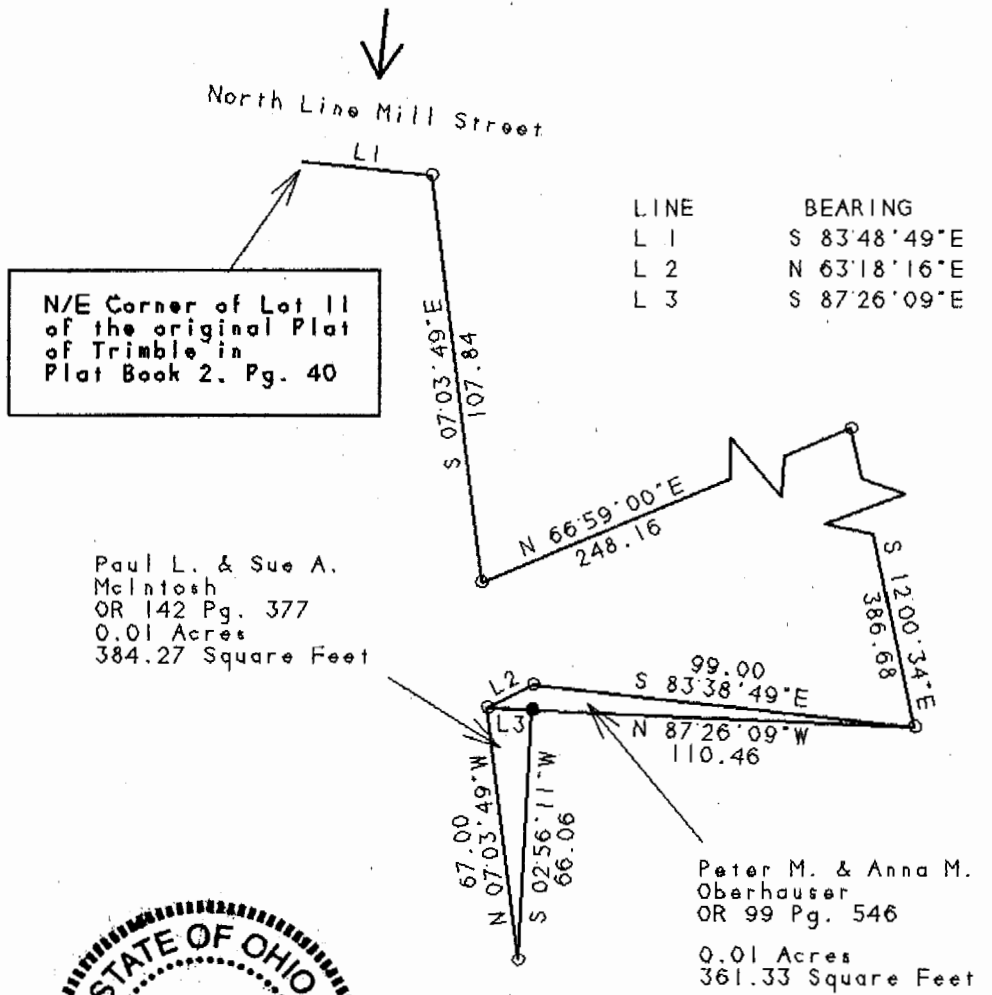 North Line Mill Street
L1
LINE BEARING
L 1 S 83°48'49"E
L 2 N 63°18'16"E
L 3 S 87°26'09"E
N/E Corner of Lot 11
of the original Plat
of Trimble in
Plat Book 2. Pg. 40
S 07°03'49"E
107.84
N 66°59'00"E
248.16
S 12°00'34"E
386.68
Paul L. & Sue A.
McIntosh
OR 142 Pg. 377
0.01 Acres
384.27 Square Feet
L2
99.00
S 83°38'49"E
L3
N 87°26'09"W
110.46
67.00
N 07°03'49"W
S 02°56'11"W
66.06
Peter M. & Anna M.
Oberhauser
OR 99 Pg. 546
0.01 Acres
361.33 Square Feet
STATE OF OHIO